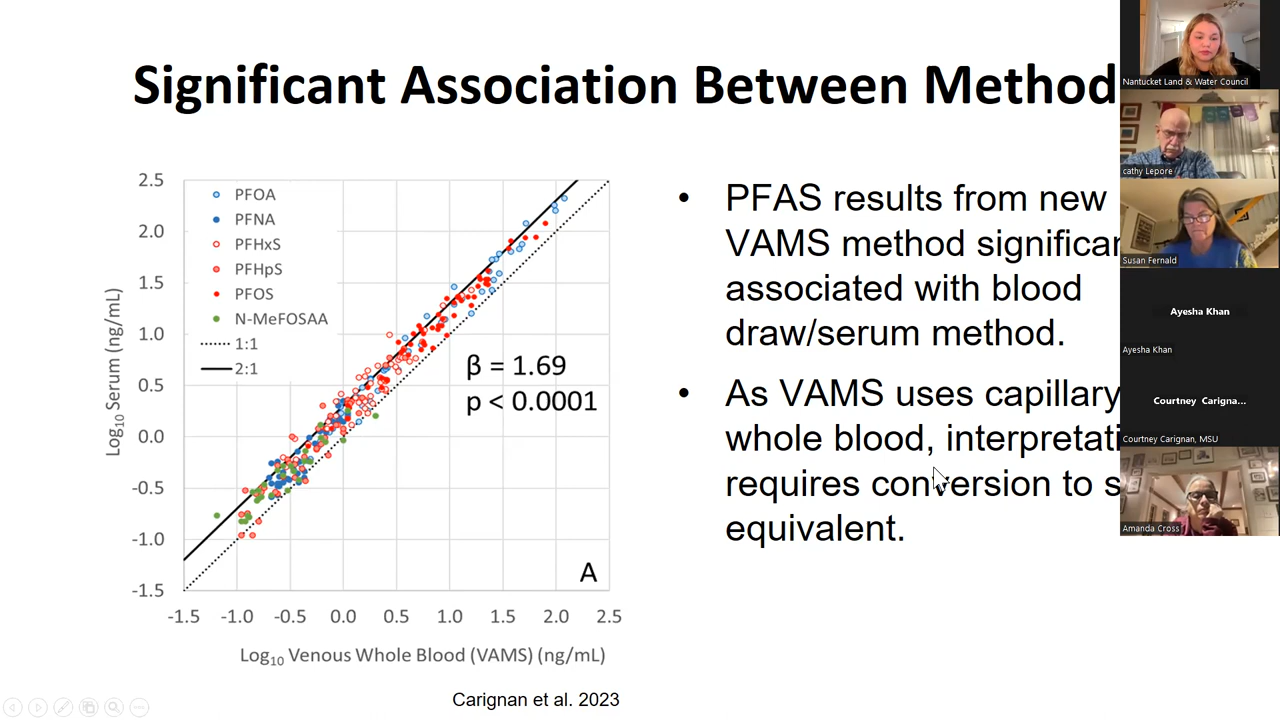 Significant Association Between Method
2.5
2.0
1.5
1.0
0.5
0.0
-0.5
-1.0
-1.5
Log10 Serum (ng/mL)
PFOA
PFNA
PFHxS
PFHpS
PFOS
N-MeFOSAA
1:1
2:1
β = 1.69
p < 0.0001
A
-1.5 -1.0 -0.5 0.0 0.5 1.0 1.5 2.0 2.5
Log10 Venous Whole Blood (VAMS) (ng/mL)
Carignan et al. 2023
• PFAS results from new
VAMS method significan
associated with blood
draw/serum method.
• As VAMS uses capillary
whole blood, interpretati
requires conversion to s
equivalent.
Nantucket Land & Water Council
cathy Lepore
Susan Fernald
Ayesha Khan
Ayesha Khan
Courtney Carigna...
Courtney Carignan, MSU
Amanda Cross